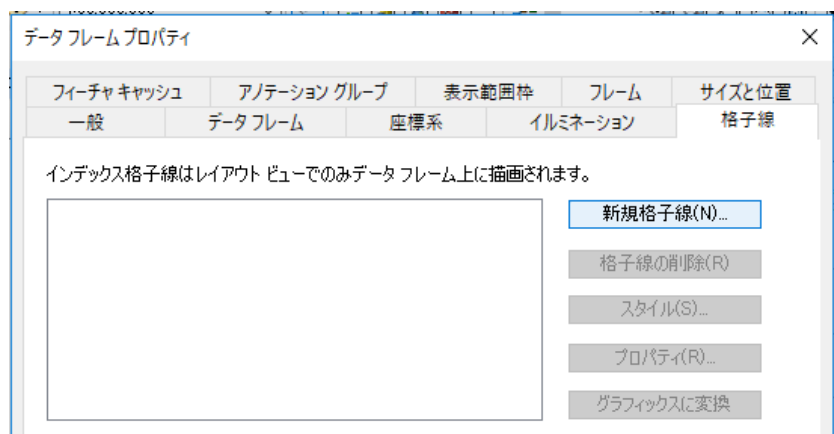 データ フレーム プロパティ
フィーチャ キャッシュ アノテーション グループ 表示範囲枠 フレーム サイズと位置
一般 データ フレーム 座標系 イルミネーション 格子線
インデックス格子線はレイアウト ビューでのみデータ フレーム上に描画されます。
新規格子線(N)...
格子線の削除(R)
スタイル(S)...
プロパティ(R)...
グラフィックスに変換